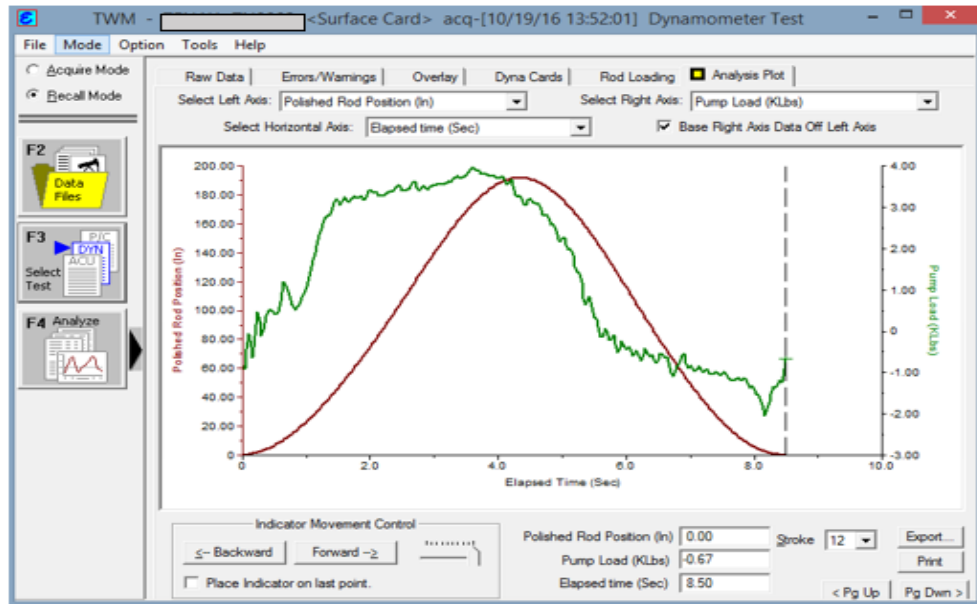 TWM - <Surface Card> acq-[10/19/16 13:52:01] Dynamometer Test
File Mode Option Tools Help
Acquire Mode
Recall Mode
F2
Data
Files
F3
P/C
DYN
ACU
Select
Test
F4 Analyze
Raw Data Errors/Warnings Overlay Dyna Cards Rod Loading Analysis Plot
Select Left Axis: Polished Rod Position (In) Select Right Axis: Pump Load (KLbs)
Select Horizontal Axis: Elapsed time (Sec) Base Right Axis Data Off Left Axis
200.00
180.00
160.00
140.00
120.00
100.00
80.00
60.00
40.00
20.00
0
Polished Rod Position (In)
4.00
3.00
2.00
1.00
0
-1.00
-2.00
-3.00
Pump Load (KLbs)
0 2.0 4.0 6.0 8.0 10.0
Elapsed Time (Sec)
Indicator Movement Control
<- Backward Forward ->
Place Indicator on last point.
Polished Rod Position (In) 0.00
Pump Load (KLbs) -0.67
Elapsed time (Sec) 8.50
Stroke 12
Export...
Print
< Pg Up Pg Dwn >